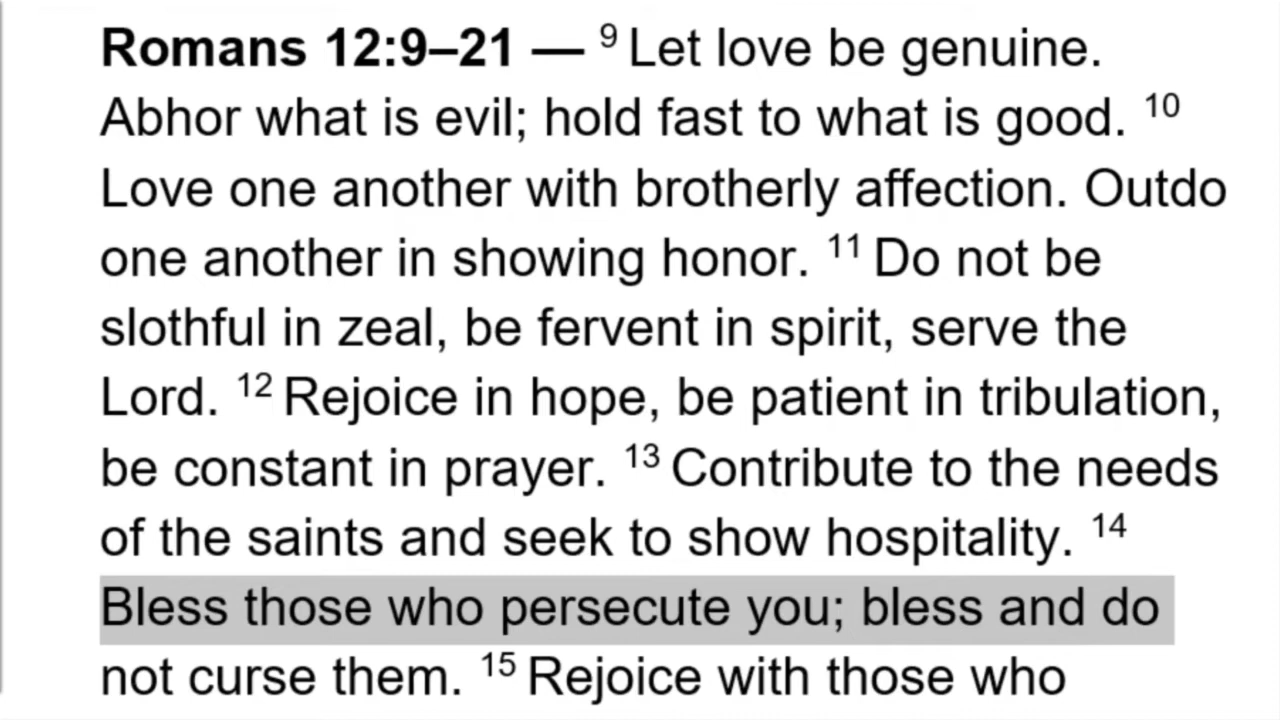 Romans 12:9–21 — 9 Let love be genuine.
Abhor what is evil; hold fast to what is good. 10
Love one another with brotherly affection. Outdo
one another in showing honor. 11 Do not be
slothful in zeal, be fervent in spirit, serve the
Lord. 12 Rejoice in hope, be patient in tribulation,
be constant in prayer. 13 Contribute to the needs
of the saints and seek to show hospitality. 14
Bless those who persecute you; bless and do
not curse them. 15 Rejoice with those who